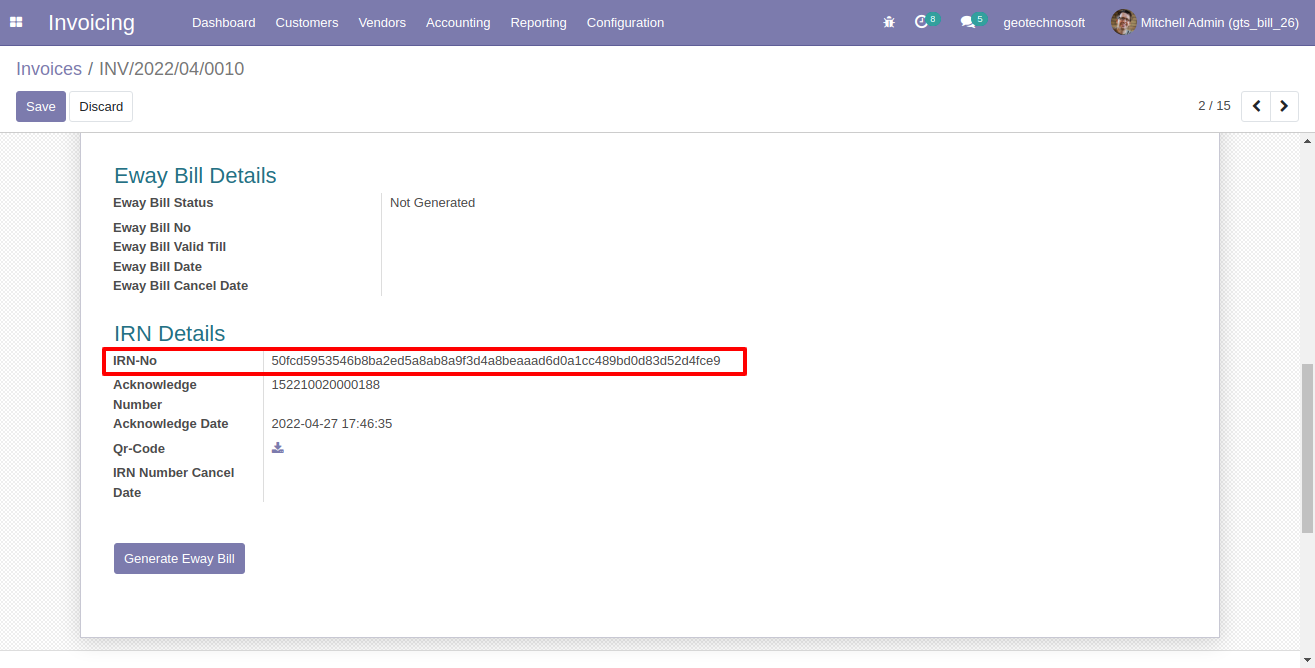 Invoicing Dashboard Customers Vendors Accounting Reporting Configuration 8 5 geotechnosoft Mitchell Admin (gts_bill_26)
Invoices / INV/2022/04/0010
Save Discard 2 / 15
Eway Bill Details
Eway Bill Status Not Generated
Eway Bill No
Eway Bill Valid Till
Eway Bill Date
Eway Bill Cancel Date
IRN Details
IRN-No 50fcd5953546b8ba2ed5a8ab8a9f3d4a8beaaad6d0a1cc489bd0d83d52d4fce9
Acknowledge 152210020000188
Number
Acknowledge Date 2022-04-27 17:46:35
Qr-Code
IRN Number Cancel
Date
Generate Eway Bill